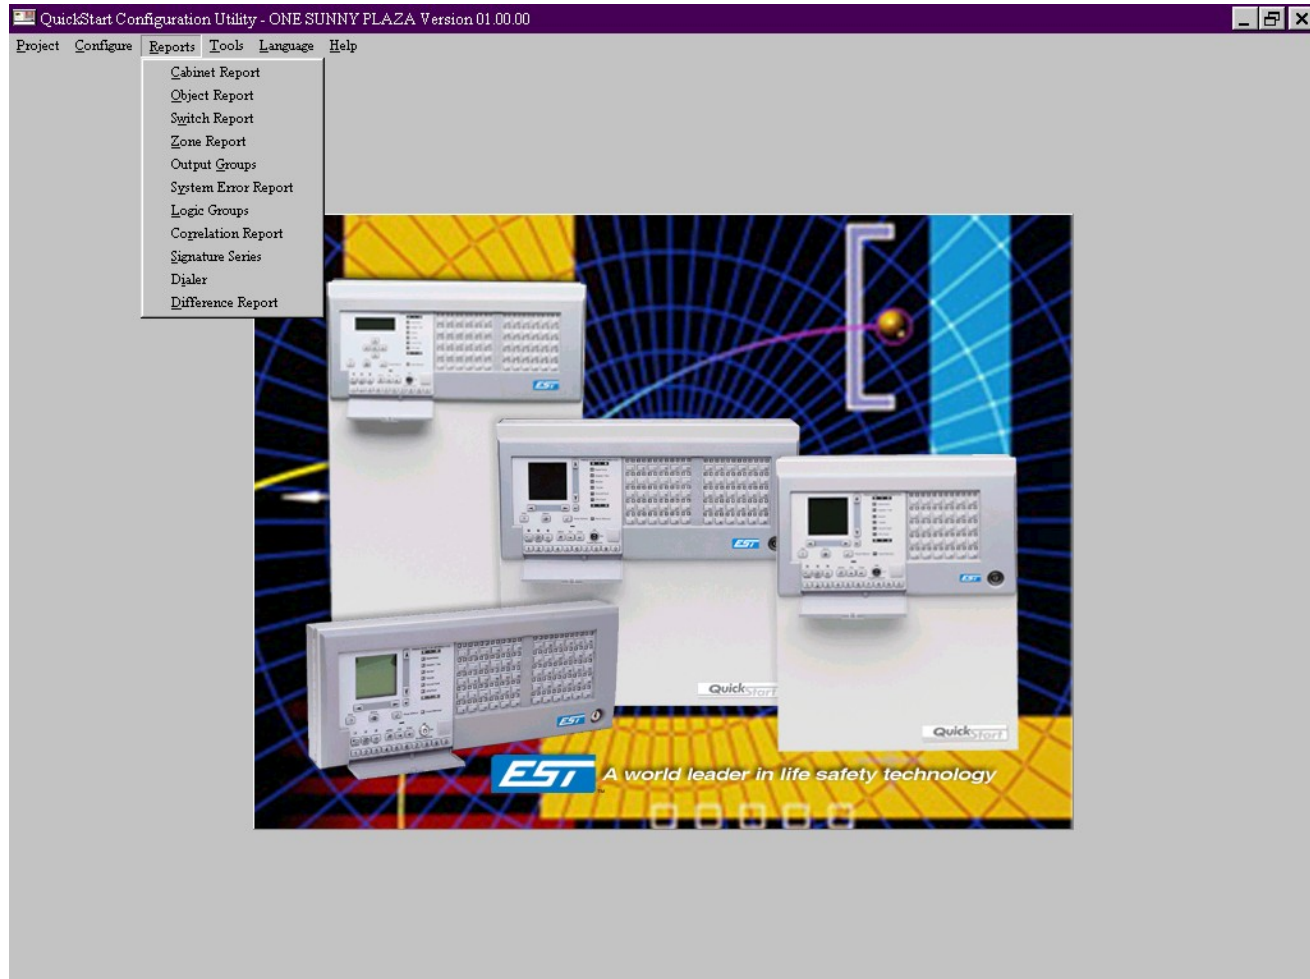 QuickStart Configuration Utility - ONE SUNNY PLAZA Version 01.00.00
Project Configure Reports Tools Language Help
Cabinet Report
Object Report
Switch Report
Zone Report
Output Groups
System Error Report
Logic Groups
Correlation Report
Signature Series
Dialer
Difference Report
EST
EST
EST
QuickStart
EST
QuickStart
EST™ A world leader in life safety technology